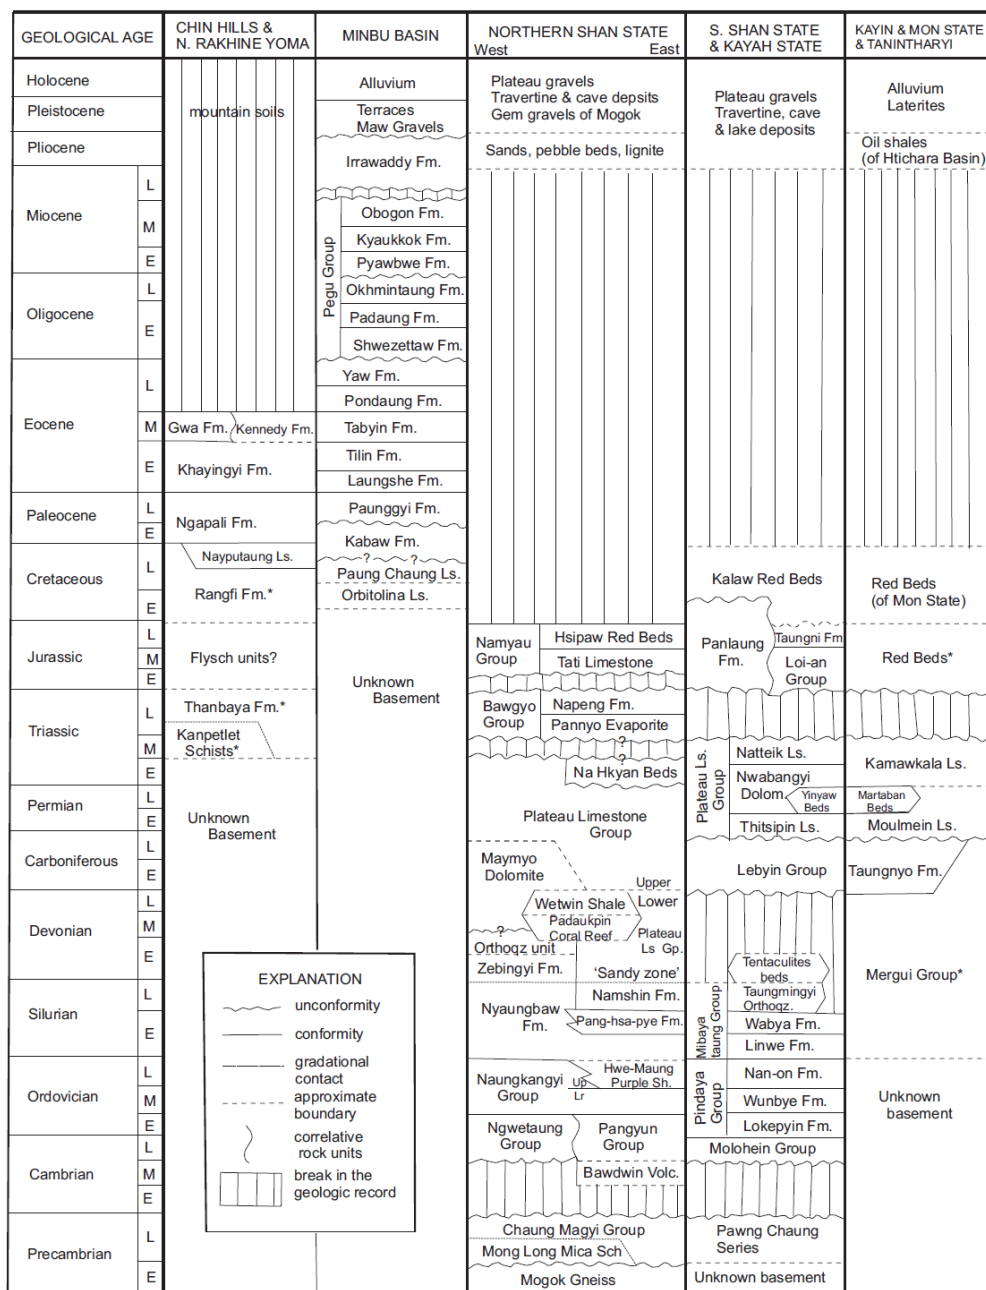 GEOLOGICAL AGE
CHIN HILLS &
N. RAKHINE YOMA
MINBU BASIN
NORTHERN SHAN STATE
West East
S. SHAN STATE
& KAYAH STATE
KAYIN & MON STATE
& TANINTHARYI
Holocene
Pleistocene
Pliocene
Miocene
L
M
E
Oligocene
L
E
Eocene
L
M
E
Paleocene
L
E
Cretaceous
L
E
Jurassic
L
M
E
Triassic
L
M
E
Permian
L
E
Carboniferous
L
E
Devonian
L
M
E
Silurian
L
E
Ordovician
L
M
E
Cambrian
L
M
E
Precambrian
L
E
mountain soils
Gwa Fm.
Kennedy Fm.
Khayingyi Fm.
Ngapali Fm.
Nayputaung Ls.
Rangfi Fm.*
Flysch units?
Thanbaya Fm.*
Kanpetlet
Schists*
Unknown
Basement
Alluvium
Terraces
Maw Gravels
Irrawaddy Fm.
Pegu Group
Obogon Fm.
Kyaukkok Fm.
Pyawbwe Fm.
Okhmintaung Fm.
Padaung Fm.
Shwezettaw Fm.
Yaw Fm.
Pondaung Fm.
Tabyin Fm.
Tilin Fm.
Laungshe Fm.
Paunggyi Fm.
Kabaw Fm.
? ?
Paung Chaung Ls.
Orbitolina Ls.
Unknown
Basement
Plateau gravels
Travertine & cave depsits
Gem gravels of Mogok
Sands, pebble beds, lignite
Namyau
Group
Hsipaw Red Beds
Tati Limestone
Bawgyo
Group
Napeng Fm.
Pannyo Evaporite
?
?
Na Hkyan Beds
Plateau Limestone
Group
Maymyo
Dolomite
Upper
Lower
Plateau
Ls Gp.
Wetwin Shale
Padaukpin
Coral Reef
?
Orthoqz unit
Zebingyi Fm.
'Sandy zone'
Nyaungbaw
Fm.
Namshin Fm.
Pang-hsa-pye Fm.
Naungkangyi
Group
Up
Lr
Hwe-Maung
Purple Sh.
Ngwetaung
Group
Pangyun
Group
Bawdwin Volc.
Chaung Magyi Group
Mong Long Mica Sch
Mogok Gneiss
Plateau gravels
Travertine, cave
& lake deposits
Kalaw Red Beds
Panlaung
Fm.
Taungni Fm
Loi-an
Group
Plateau Ls.
Group
Natteik Ls.
Nwabangyi
Dolom.
Yinyaw
Beds
Thitsipin Ls.
Lebyin Group
Mibaya
taung Group
Tentaculites
beds
Taungmingyi
Orthoqz.
Wabya Fm.
Linwe Fm.
Pindaya
Group
Nan-on Fm.
Wunbye Fm.
Lokepyin Fm.
Molohein Group
Pawng Chaung
Series
Unknown basement
Alluvium
Laterites
Oil shales
(of Htichara Basin)
Red Beds
(of Mon State)
Red Beds*
Kamawkala Ls.
Martaban
Beds
Moulmein Ls.
Taungnyo Fm.
Mergui Group*
Unknown
basement
EXPLANATION
unconformity
conformity
gradational
contact
approximate
boundary
correlative
rock units
break in the
geologic record